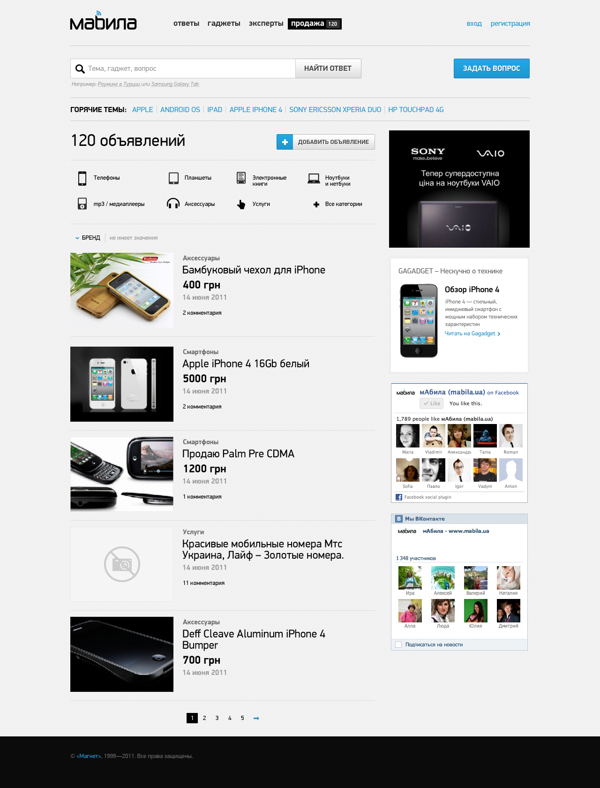 мабила
ответы гаджеты эксперты продажа 120
вход регистрация
Тема, гаджет, вопрос
НАЙТИ ОТВЕТ
ЗАДАТЬ ВОПРОС
Например: Роуминг в Турции или Samsung Galaxy Tab
ГОРЯЧИЕ ТЕМЫ: APPLE ANDROID OS IPAD APPLE IPHONE 4 SONY ERICSSON XPERIA DUO HP TOUCHPAD 4G
120 объявлений
ДОБАВИТЬ ОБЪЯВЛЕНИЕ
Телефоны
Планшеты
Электронные
книги
Ноутбуки
и нетбуки
mp3 / медиаплееры
Аксессуары
Услуги
Все категории
БРЕНД не имеет значения
Аксессуары
Бамбуковый чехол для iPhone
400 грн
14 июня 2011
2 комментария
Смартфоны
Apple iPhone 4 16Gb белый
5000 грн
14 июня 2011
2 комментария
Смартфоны
Продаю Palm Pre CDMA
1200 грн
14 июня 2011
1 комментария
Услуги
Красивые мобильные номера Мтс
Украина, Лайф – Золотые номера.
14 июня 2011
11 комментария
Аксессуары
Deff Cleave Aluminum iPhone 4
Bumper
700 грн
14 июня 2011
1 2 3 4 5
SONY
make.believe
VAIO
Тепер супердоступна
ціна на ноутбуки VAIO
VAIO
GAGADGET – Нескучно о технике
Обзор iPhone 4
iPhone 4 — стильный,
имиджевый смартфон с
мощным набором технических
характеристик
Читать на Gagadget
мабила
мАбила (mabila.ua) on Facebook
Like You like this.
1,789 people like мАбила (mabila.ua)
Maria Vladimir Александр Tania Roman
Sofia Павло Igor Vadym Anton
Facebook social plugin
В Мы ВКонтакте
мабила мАбила - www.mabila.ua
1 348 участников
Ира Алексей Валерий Наталия
Алла Люда Юлия Дмитрий
Подписаться на новости
© «Магнет», 1999—2011. Все права защищены.